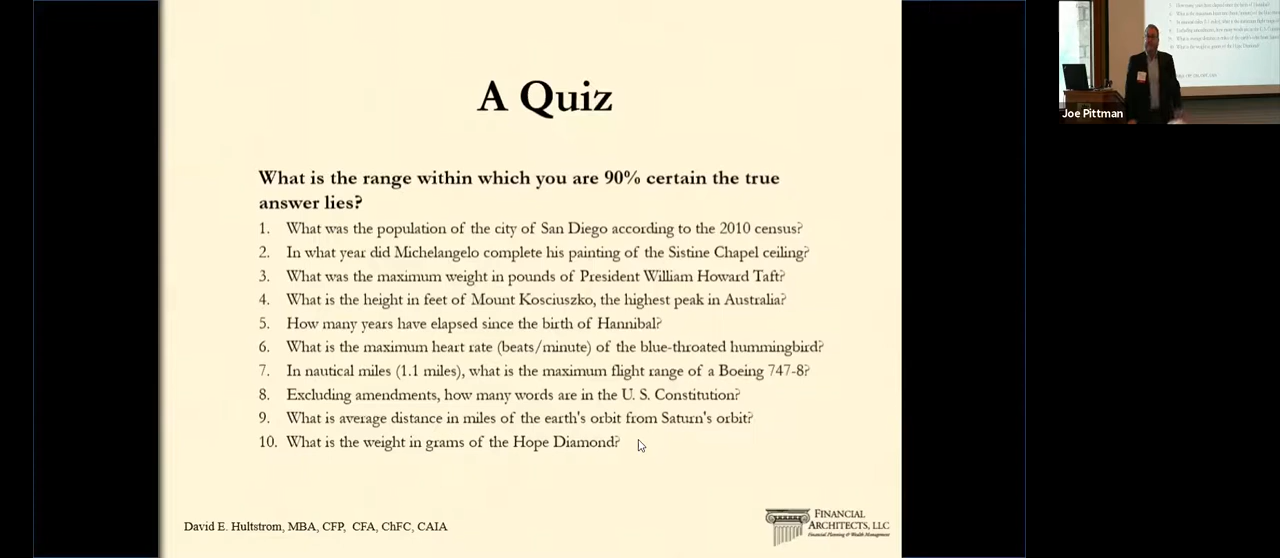 A Quiz
What is the range within which you are 90% certain the true
answer lies?
1. What was the population of the city of San Diego according to the 2010 census?
2. In what year did Michelangelo complete his painting of the Sistine Chapel ceiling?
3. What was the maximum weight in pounds of President William Howard Taft?
4. What is the height in feet of Mount Kosciuszko, the highest peak in Australia?
5. How many years have elapsed since the birth of Hannibal?
6. What is the maximum heart rate (beats/minute) of the blue-throated hummingbird?
7. In nautical miles (1.1 miles), what is the maximum flight range of a Boeing 747-8?
8. Excluding amendments, how many words are in the U. S. Constitution?
9. What is average distance in miles of the earth's orbit from Saturn's orbit?
10. What is the weight in grams of the Hope Diamond?
David E. Hultstrom, MBA, CFP, CFA, ChFC, CAIA
FINANCIAL
ARCHITECTS, LLC
Financial Planning & Wealth Management
Joe Pittman